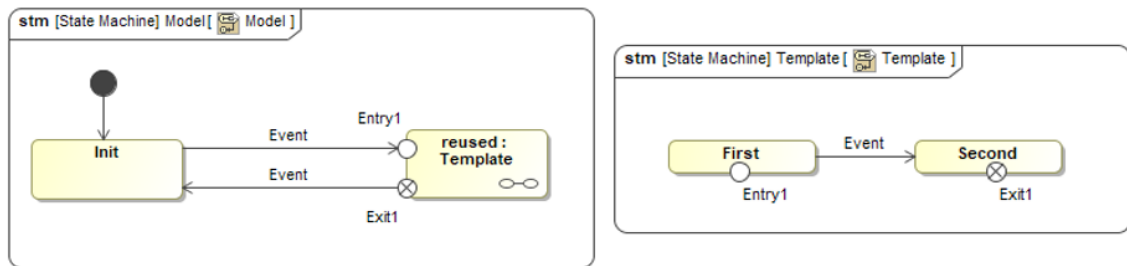 stm [State Machine] Model[ Model ]
Init
Event
Event
Entry1
reused :
Template
Exit1
stm [State Machine] Template [ Template ]
First
Entry1
Event
Second
Exit1